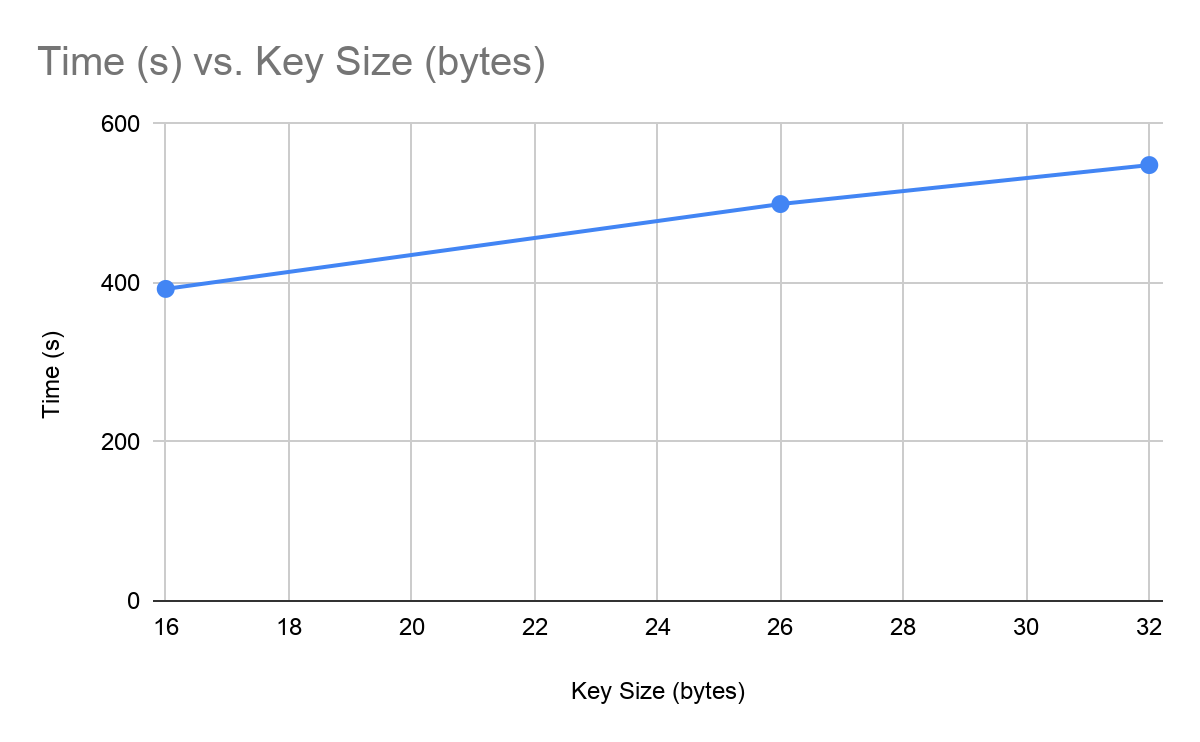 Time (s) vs. Key Size (bytes)
600
400
200
0
Time (s)
16 18 20 22 24 26 28 30 32
Key Size (bytes)